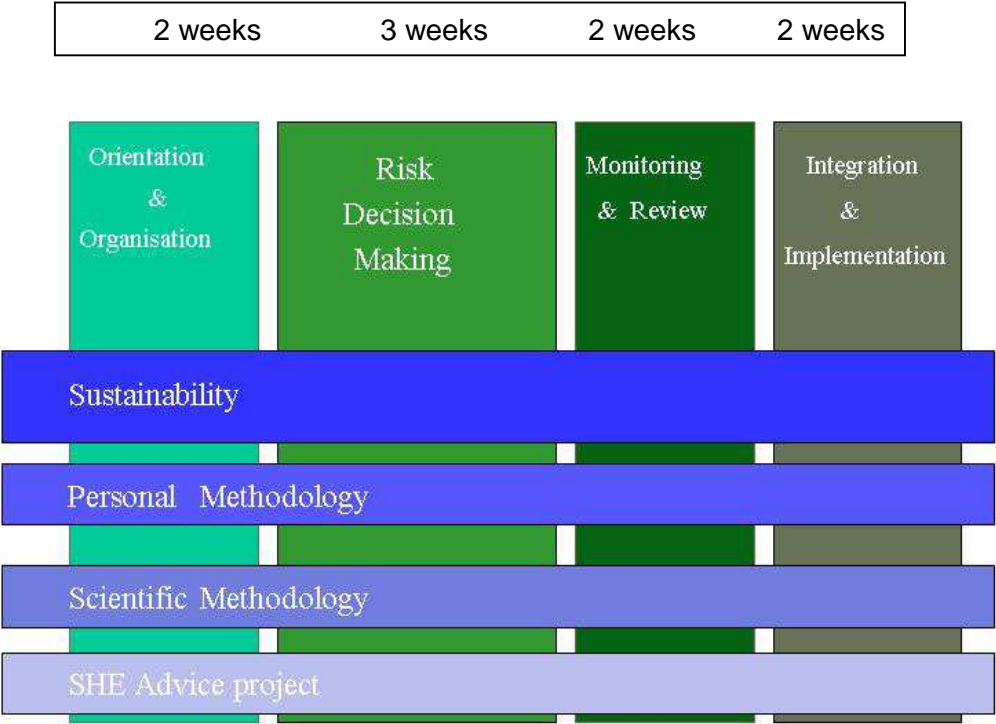 2 weeks 3 weeks 2 weeks 2 weeks
Orientation
&
Organisation
Risk
Decision
Making
Monitoring
& Review
Integration
&
Implementation
Sustainability
Personal Methodology
Scientific Methodology
SHE Advice project